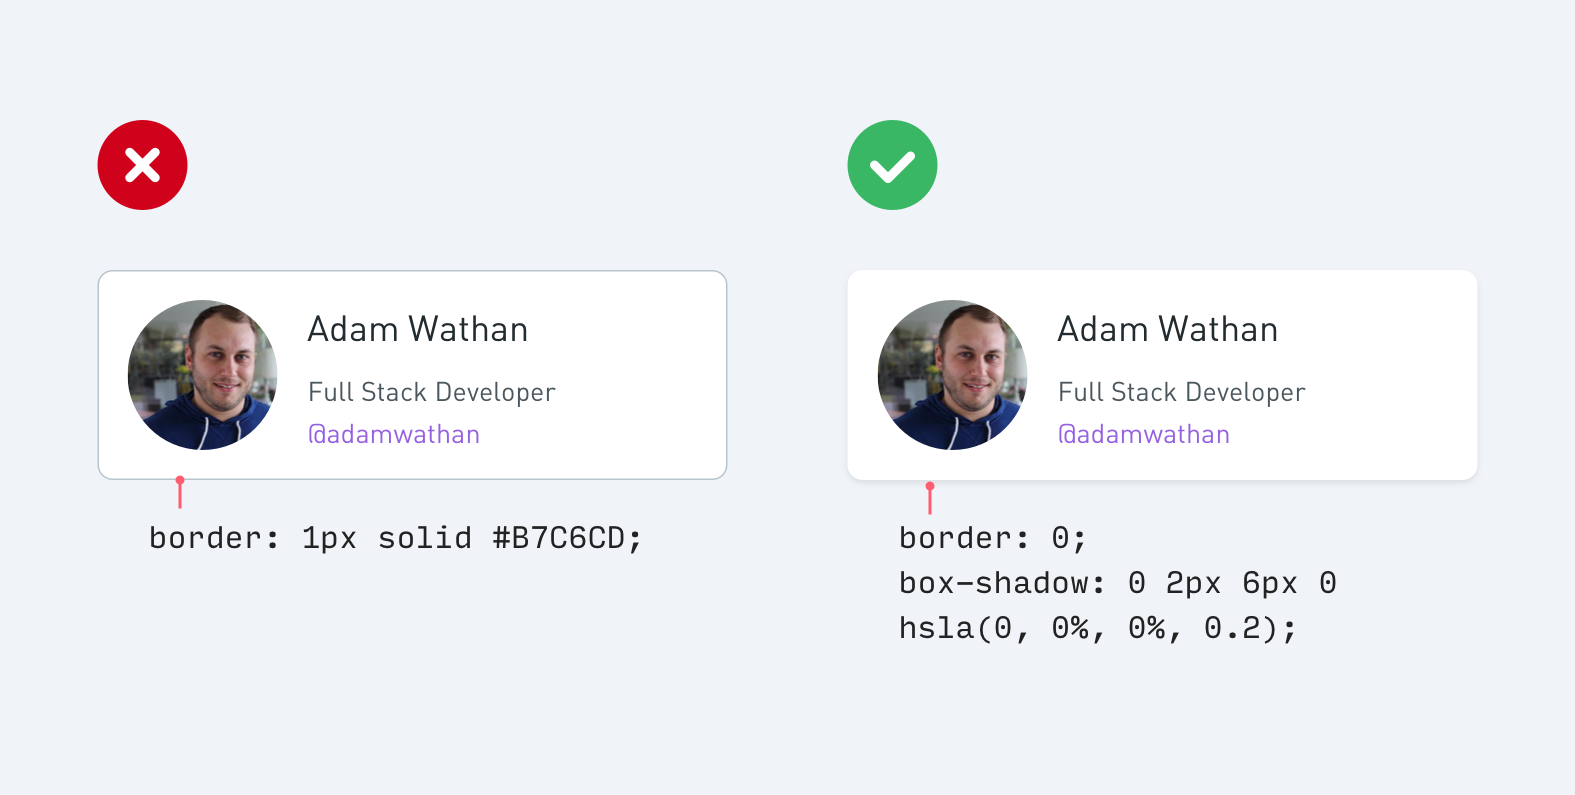 Adam Wathan
Full Stack Developer
@adamwathan
border: 1px solid #B7C6CD;
Adam Wathan
Full Stack Developer
@adamwathan
border: 0;
box-shadow: 0 2px 6px 0
hsla(0, 0%, 0%, 0.2);